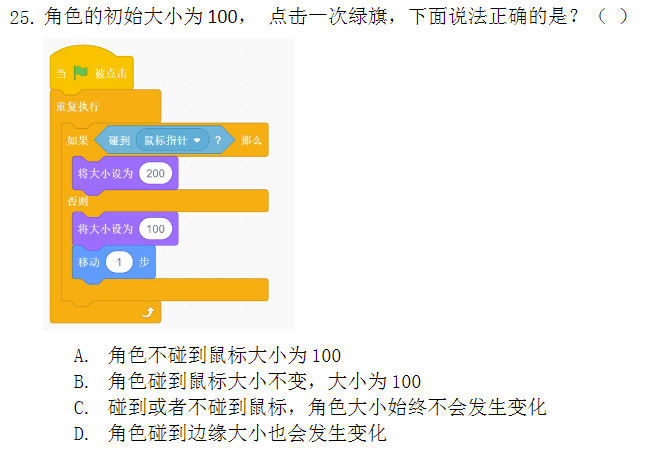 25. 角色的初始大小为100， 点击一次绿旗，下面说法正确的是？（ ）
当 被点击
重复执行
如果 碰到 鼠标指针 ？ 那么
将大小设为 200
否则
将大小设为 100
移动 1 步
A. 角色不碰到鼠标大小为100
B. 角色碰到鼠标大小不变，大小为100
C. 碰到或者不碰到鼠标，角色大小始终不会发生变化
D. 角色碰到边缘大小也会发生变化